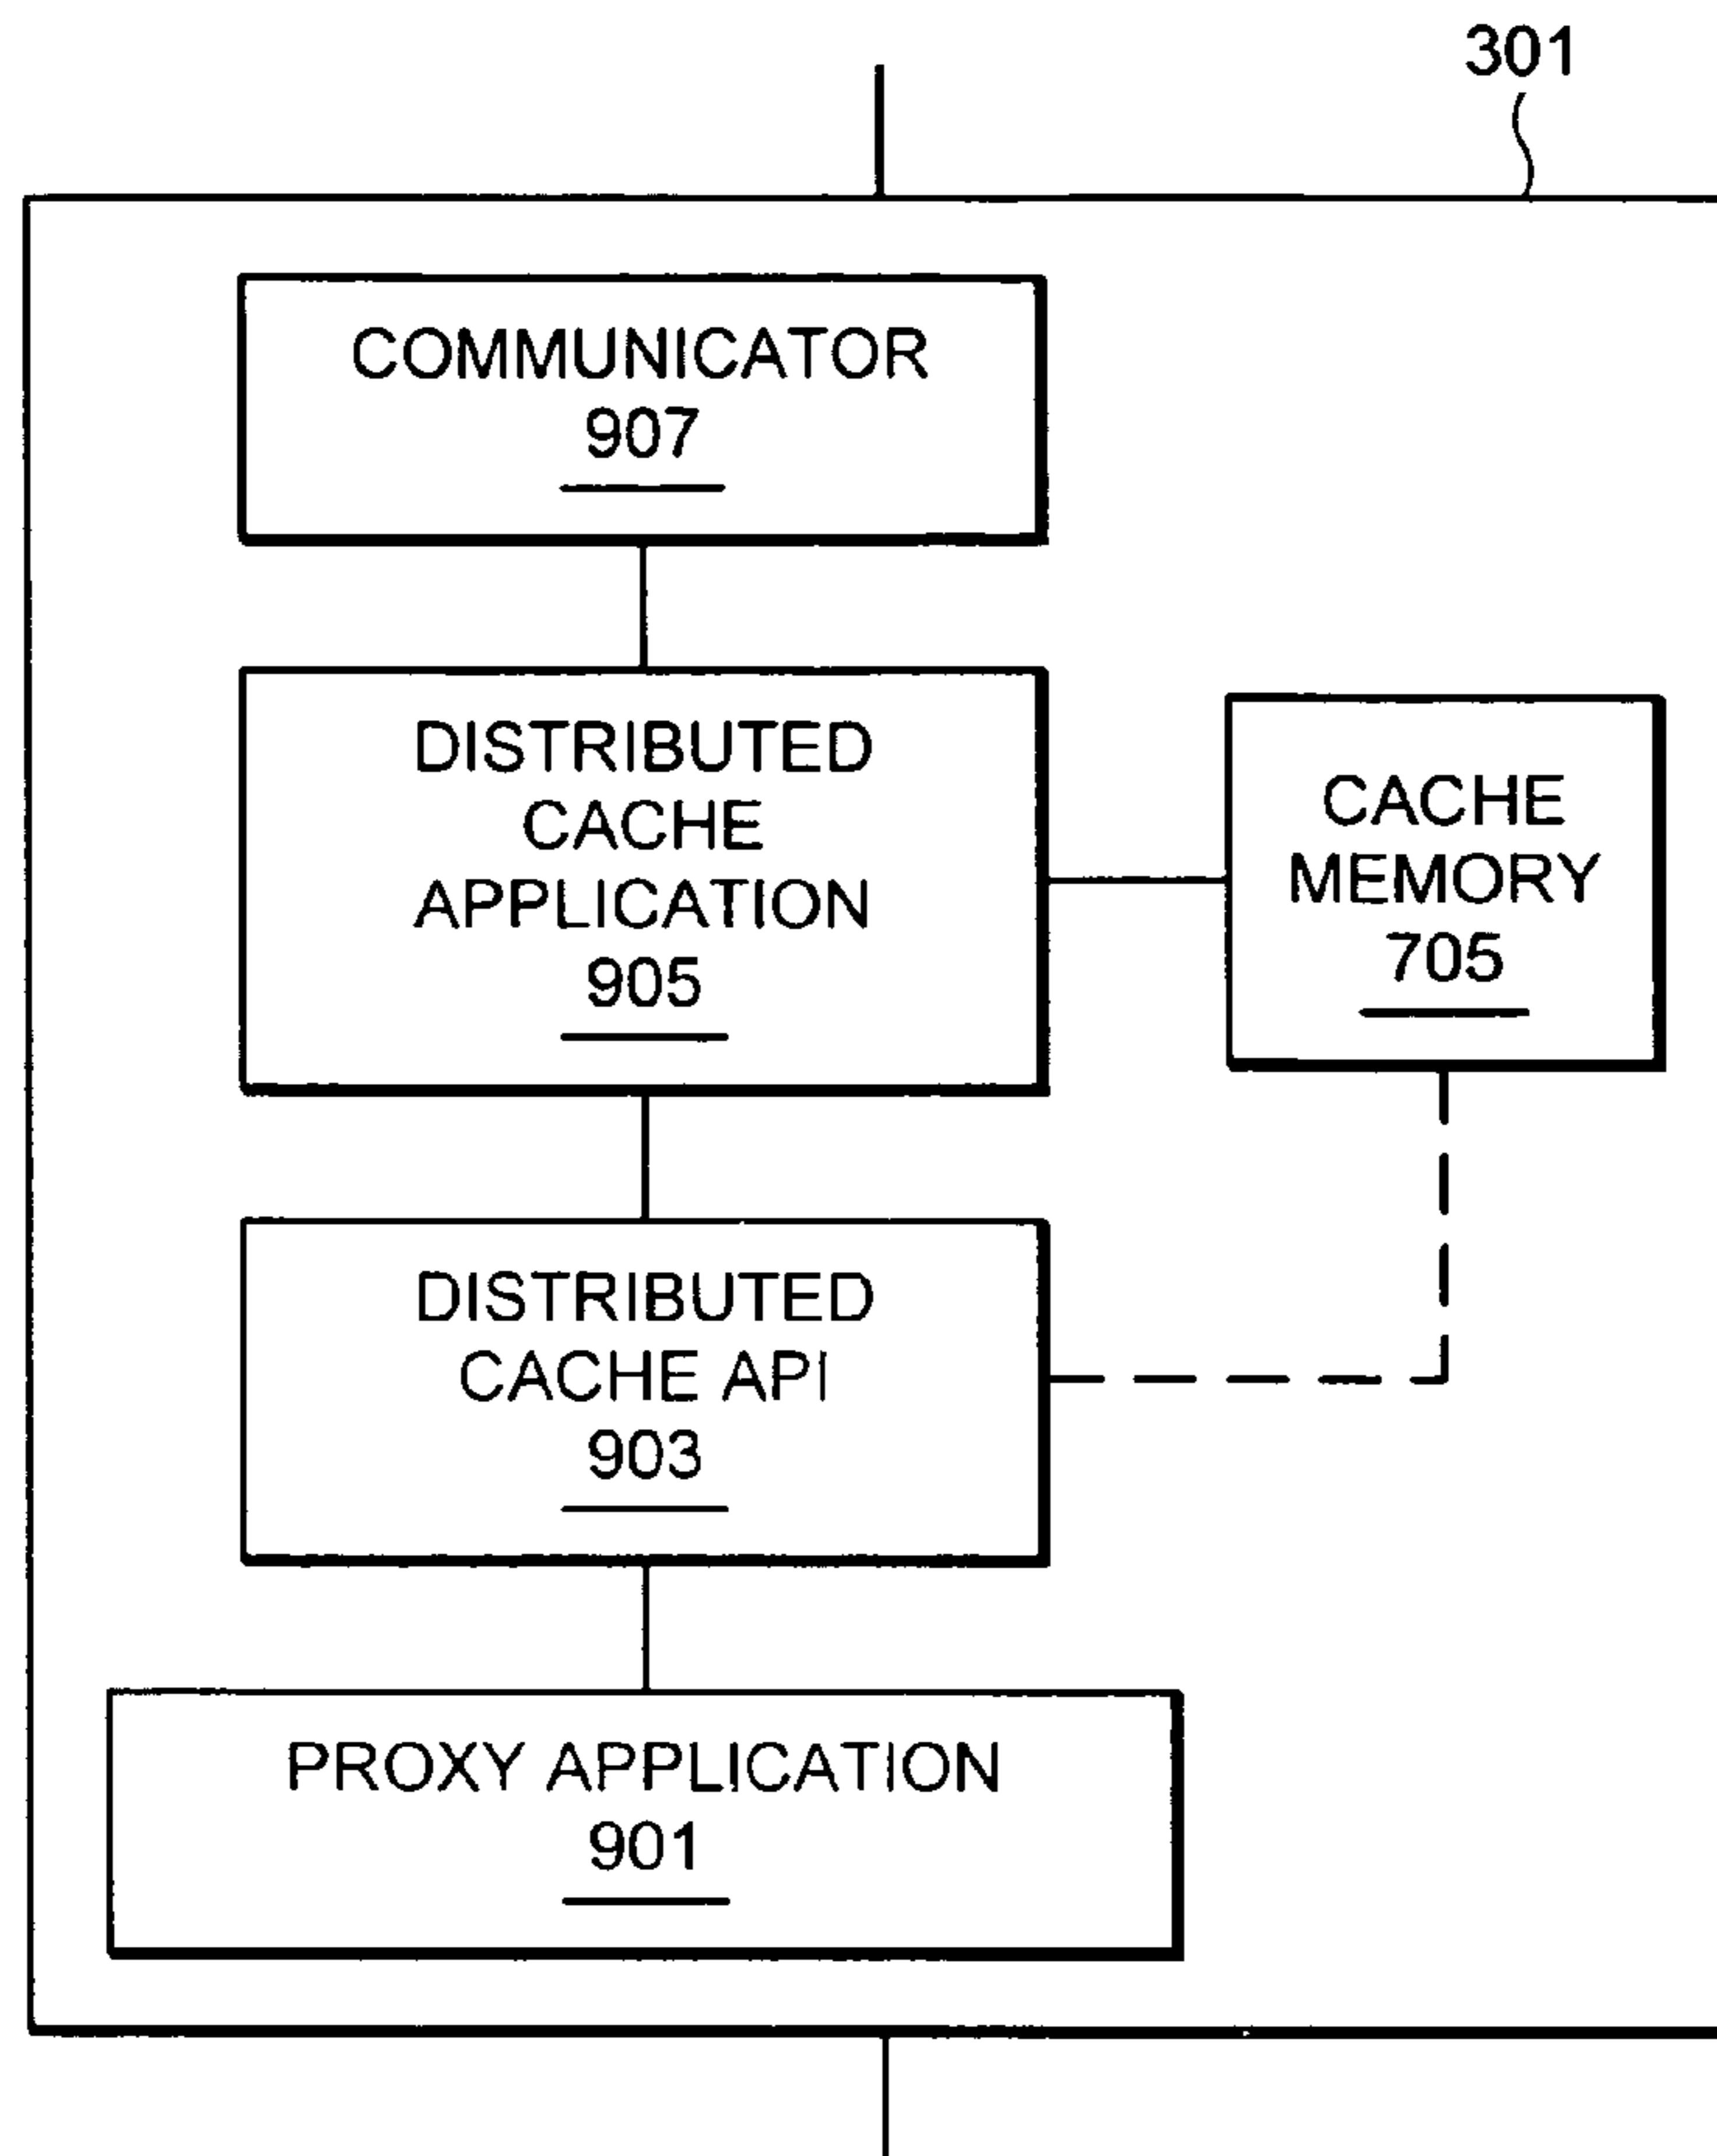 301
COMMUNICATOR
907
DISTRIBUTED
CACHE
APPLICATION
905
CACHE
MEMORY
705
DISTRIBUTED
CACHE API
903
PROXY APPLICATION
901